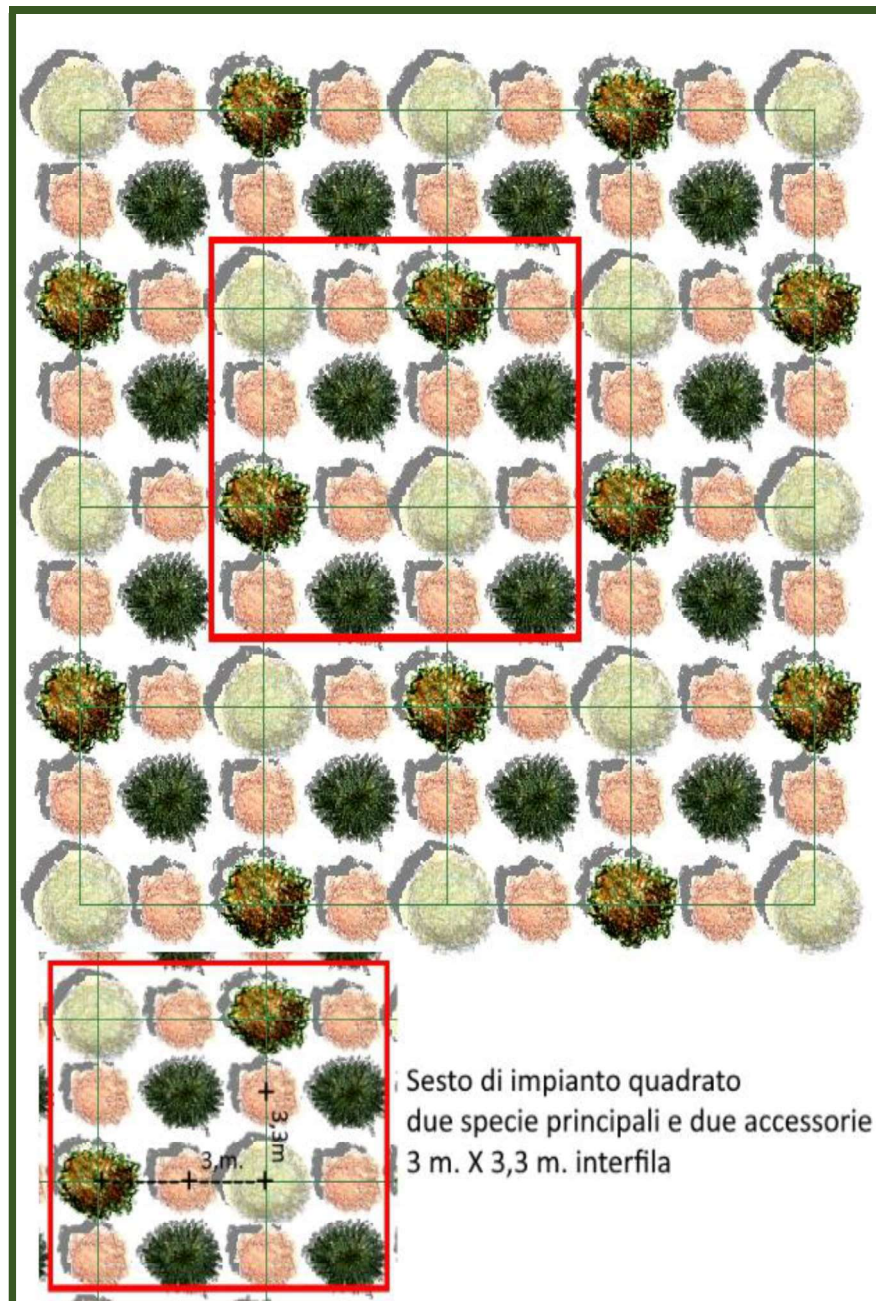 3,m.
3,3m
Sesto di impianto quadrato
due specie principali e due accessorie
3 m. X 3,3 m. interfila